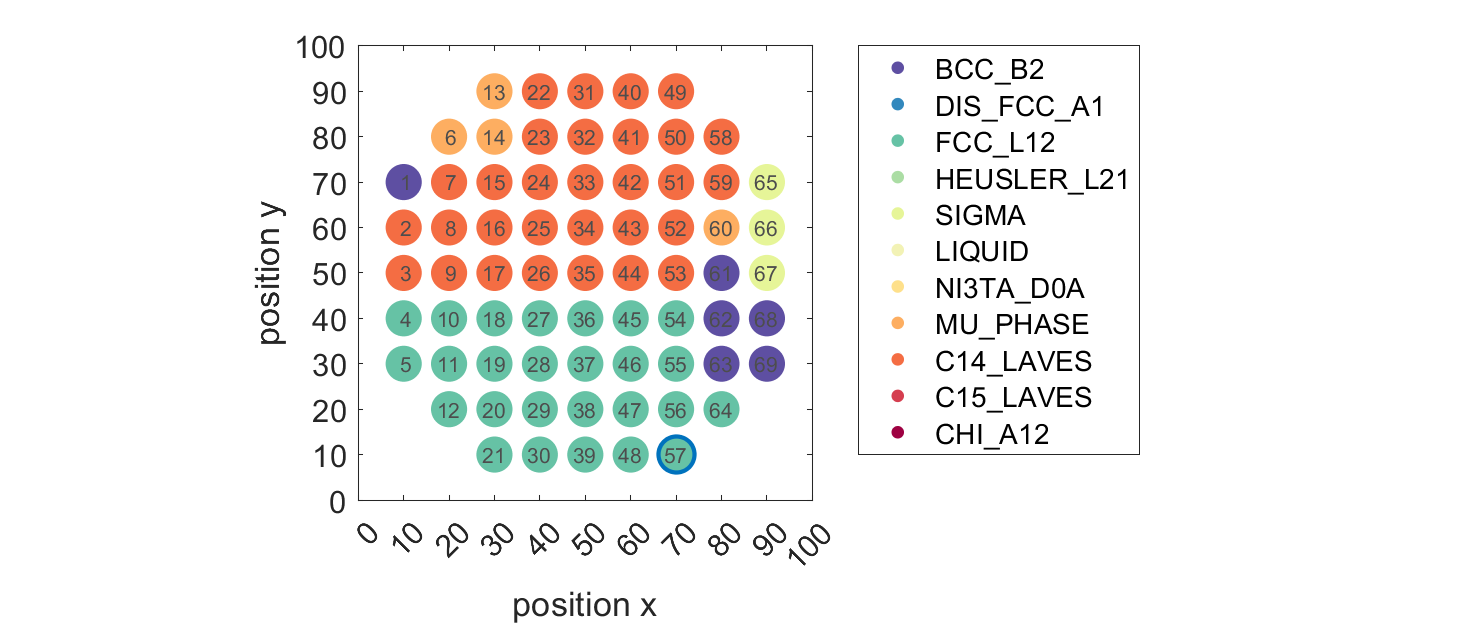 100
90
80
70
60
50
40
30
20
10
0
position y
13 22 31 40 49
6 14 23 32 41 50 58
1 7 15 24 33 42 51 59 65
2 8 16 25 34 43 52 60 66
3 9 17 26 35 44 53 61 67
4 10 18 27 36 45 54 62 68
5 11 19 28 37 46 55 63 69
12 20 29 38 47 56 64
21 30 39 48 57
0 10 20 30 40 50 60 70 80 90 100
position x
BCC_B2
DIS_FCC_A1
FCC_L12
HEUSLER_L21
SIGMA
LIQUID
NI3TA_D0A
MU_PHASE
C14_LAVES
C15_LAVES
CHI_A12